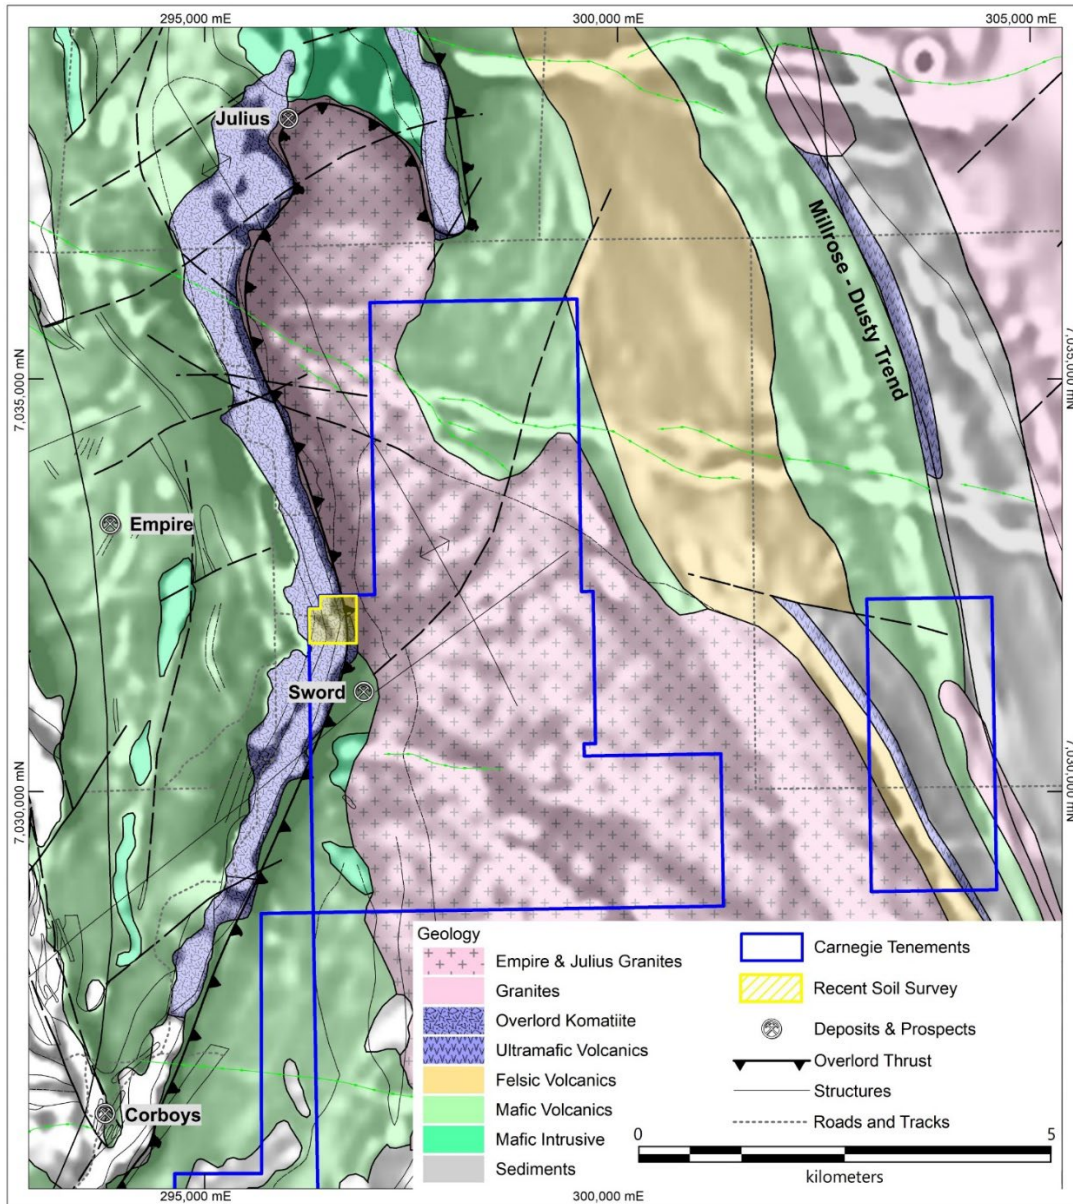 295,000 mE
300,000 mE
305,000 mE
Julius
Millrose - Dusty Trend
7,035,000 mN
7,035,000 mN
Empire
Sword
7,030,000 mN
7,030,000 mN
Corboys
Geology
Empire & Julius Granites
Granites
Overlord Komatiite
Ultramafic Volcanics
Felsic Volcanics
Mafic Volcanics
Mafic Intrusive
Sediments
Carnegie Tenements
Recent Soil Survey
Deposits & Prospects
Overlord Thrust
Structures
Roads and Tracks
0
5
kilometers
295,000 mE
300,000 mE